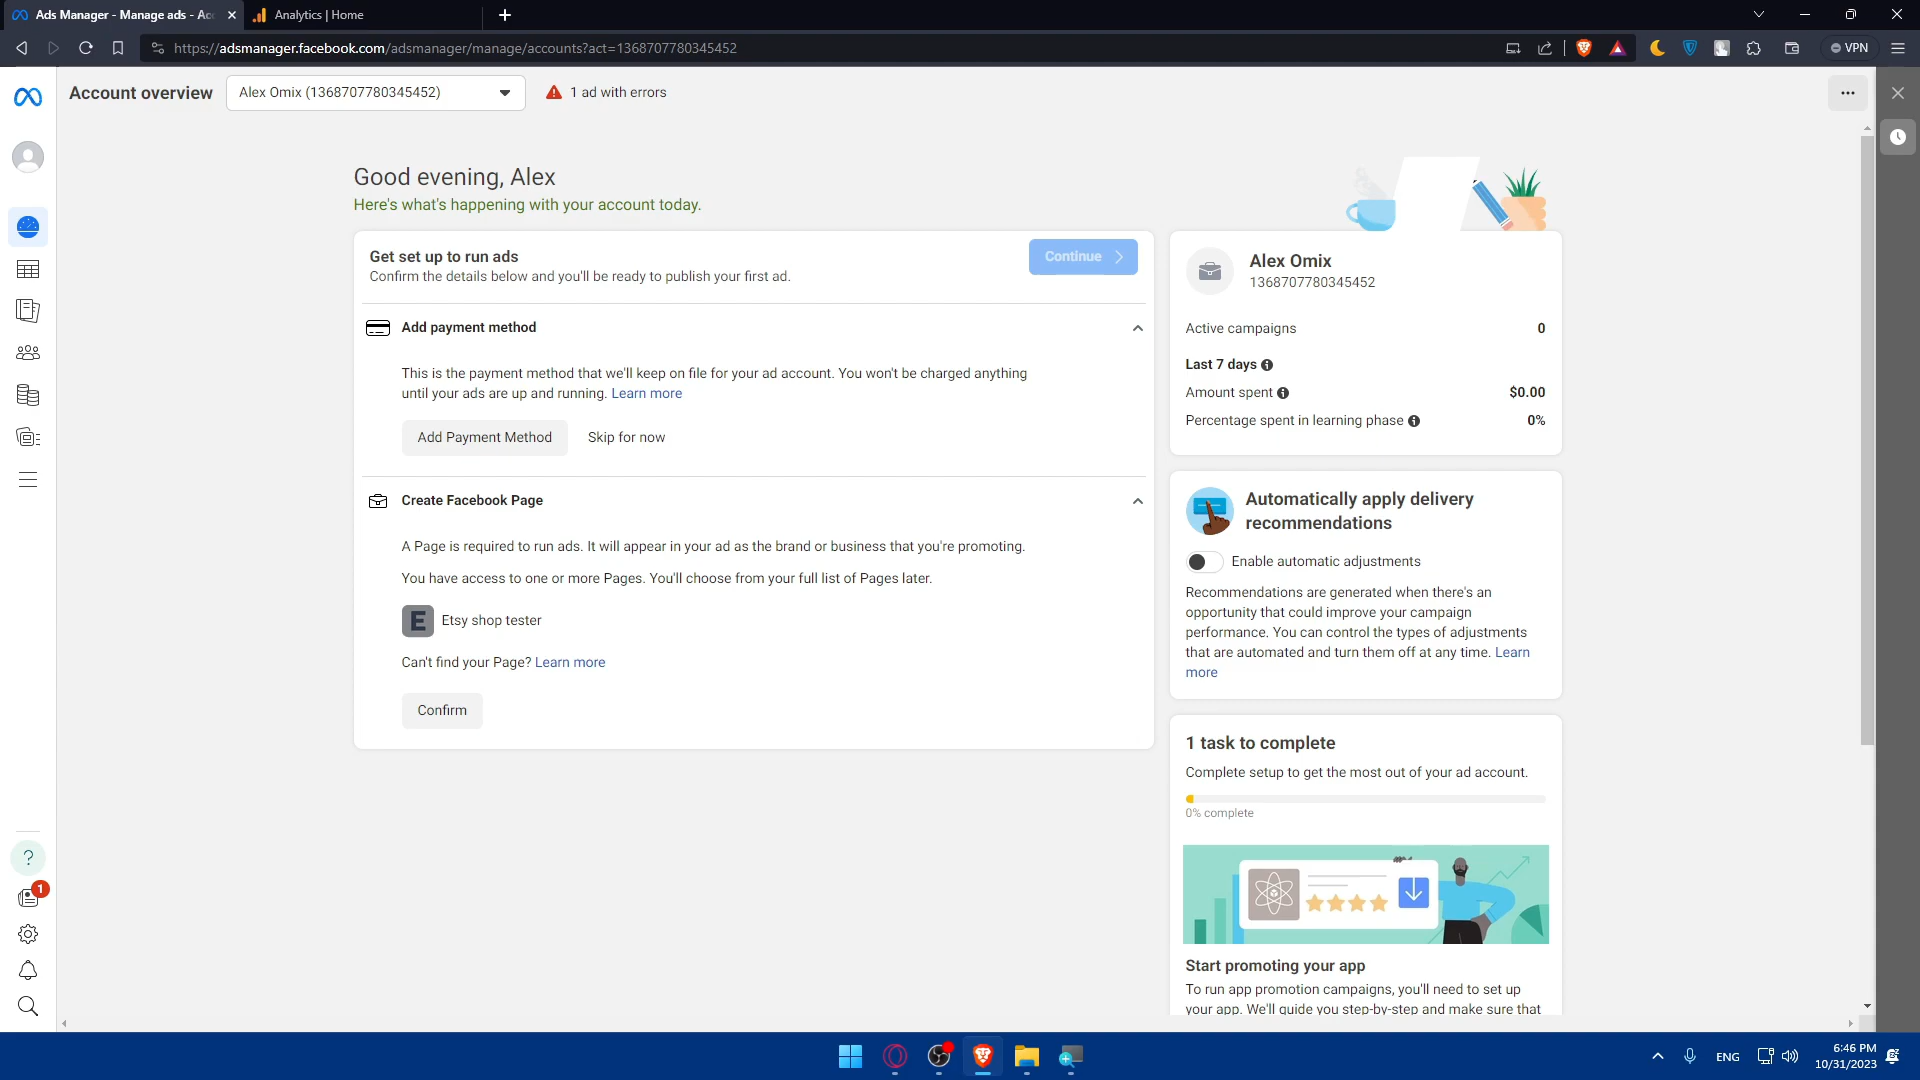 Ads Manager - Manage ads - Ac
Analytics | Home
https://adsmanager.facebook.com/adsmanager/manage/accounts?act=1368707780345452
VPN
Account overview
Alex Omix (1368707780345452)
1 ad with errors
Good evening, Alex
Here's what's happening with your account today.
Get set up to run ads
Confirm the details below and you'll be ready to publish your first ad.
Continue
Add payment method
This is the payment method that we'll keep on file for your ad account. You won't be charged anything
until your ads are up and running. Learn more
Add Payment Method
Skip for now
Create Facebook Page
A Page is required to run ads. It will appear in your ad as the brand or business that you're promoting.
You have access to one or more Pages. You'll choose from your full list of Pages later.
E
Etsy shop tester
Can't find your Page? Learn more
Confirm
Alex Omix
1368707780345452
Active campaigns 0
Last 7 days
Amount spent $0.00
Percentage spent in learning phase 0%
Automatically apply delivery
recommendations
Enable automatic adjustments
Recommendations are generated when there's an
opportunity that could improve your campaign
performance. You can control the types of adjustments
that are automated and turn them off at any time. Learn
more
1 task to complete
Complete setup to get the most out of your ad account.
0% complete
Start promoting your app
To run app promotion campaigns, you'll need to set up
your app. We'll guide you step-by-step and make sure that
1
ENG
6:46 PM
10/31/2023